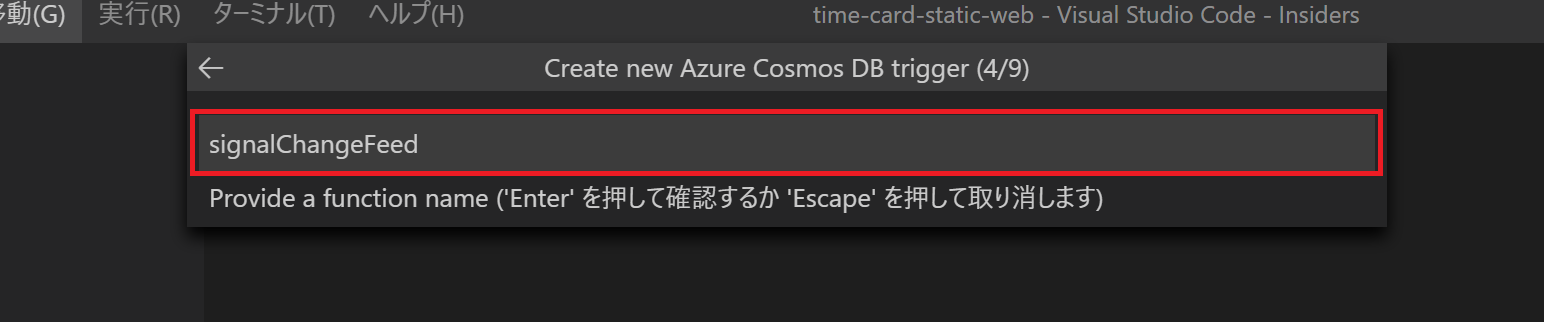 動(G) 実行(R) ターミナル(T) ヘルプ(H) time-card-static-web - Visual Studio Code - Insiders
Create new Azure Cosmos DB trigger (4/9)
signalChangeFeed
Provide a function name ('Enter' を押して確認するか 'Escape' を押して取り消します)